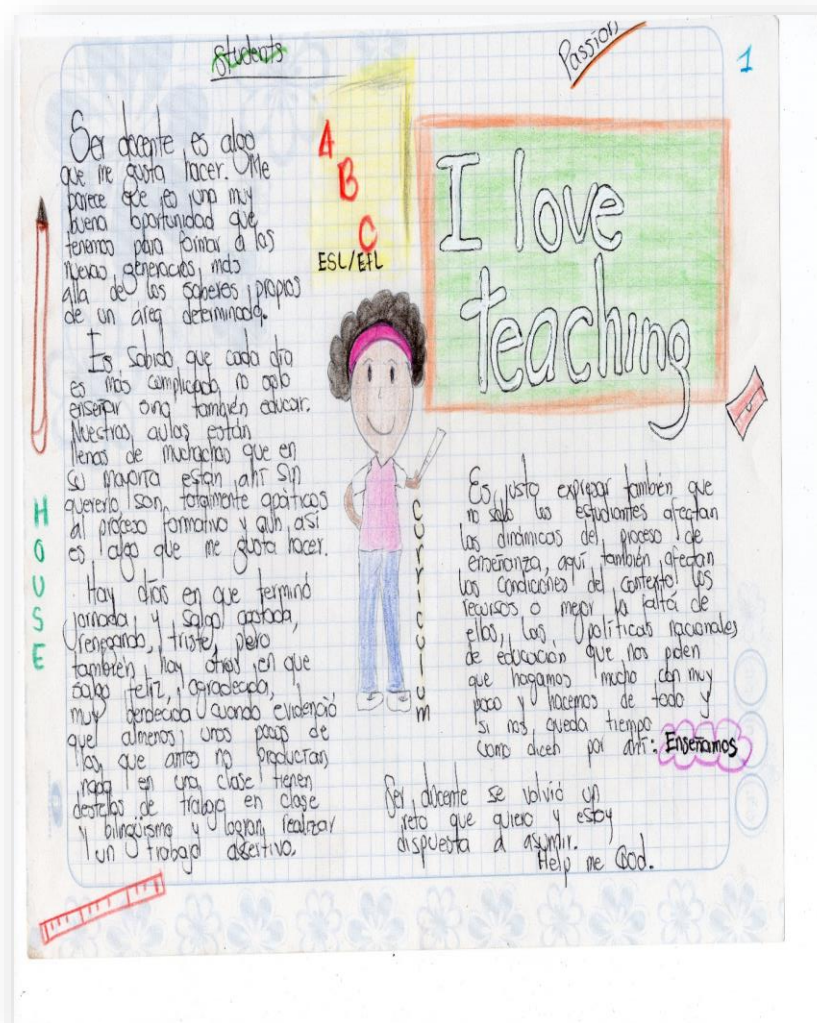 Students
Passion
1
Ser docente es algo
que me gusta hacer. Me
parece que es una muy
buena oportunidad que
tenemos para formar a las
nuevas generacios más
alla de los saberes propios
de un área determinada.
Es sabido que cada día
es más complicado, no solo
enseñar sino también educar.
Nuestras aulas están
llenas de muchachos que en
su mayoría estan ahí sin
quererlo, son totalmente apáticos
al proceso formativo y aún así
es algo que me gusta hacer.
Hay días en que terminó
jornada y salgo agotada,
renegando, triste, pero
también hay otros en que
salgo feliz, agradecida,
muy bendecida cuando evidenció
que almenos unos pocos de
los que antes no producían
nada en una clase tienen
destellos de trabajo en clase
y bilingüismo y logran realizar
un trabajo asertivo.
A
B
C
ESL/EFL
I love
teaching
HOUSE
Curriculum
Es justo expresar también que
no solo los estudiantes afectan
las dinámicas del proceso de
enseñanza, aquí también afectan
las condiciones del contexto los
recursos o mejor la falta de
ellos, las políticas nacionales
de educación que nos piden
que hagamos mucho con muy
poco y hacemos de todo y
si nos queda tiempo
como dicen por ahí: Enseñamos
Ser docente se volvió un
reto que quiero y estoy
dispuesta a asumir.
Help me God.